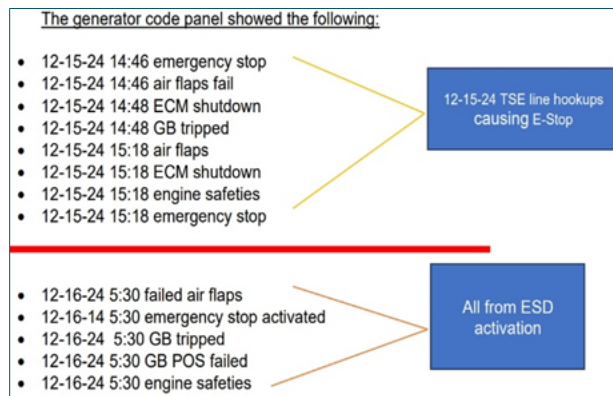 The generator code panel showed the following:
• 12-15-24 14:46 emergency stop
• 12-15-24 14:46 air flaps fail
• 12-15-24 14:48 ECM shutdown
• 12-15-24 14:48 GB tripped
• 12-15-24 15:18 air flaps
• 12-15-24 15:18 ECM shutdown
• 12-15-24 15:18 engine safeties
• 12-15-24 15:18 emergency stop
12-15-24 TSE line hookups
causing E-Stop
• 12-16-24 5:30 failed air flaps
• 12-16-14 5:30 emergency stop activated
• 12-16-24 5:30 GB tripped
• 12-16-24 5:30 GB POS failed
• 12-16-24 5:30 engine safeties
All from ESD
activation